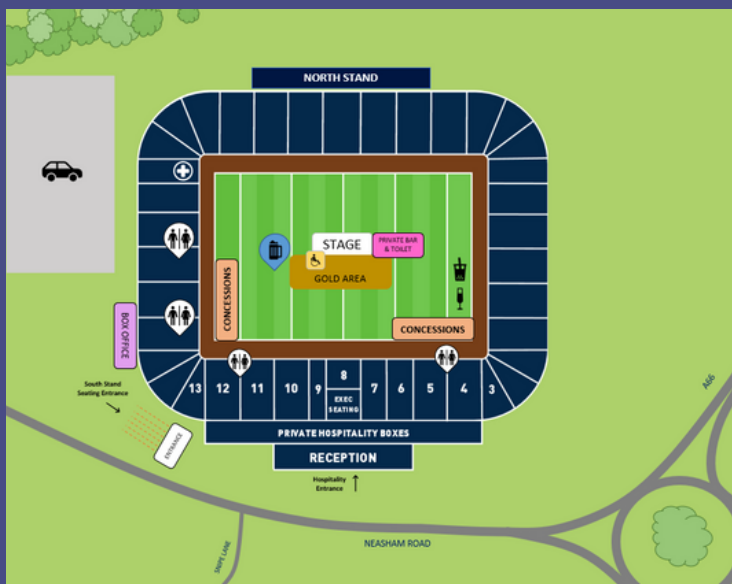 NORTH STAND
STAGE
PRIVATE BAR
& TOILET
GOLD AREA
CONCESSIONS
CONCESSIONS
BOX OFFICE
South Stand
Seating Entrance
ENTRANCE
13
12
11
10
9
8
EXEC
SEATING
7
6
5
4
3
PRIVATE HOSPITALITY BOXES
RECEPTION
Hospitality
Entrance
A66
NEASHAM ROAD
SNIPE LANE